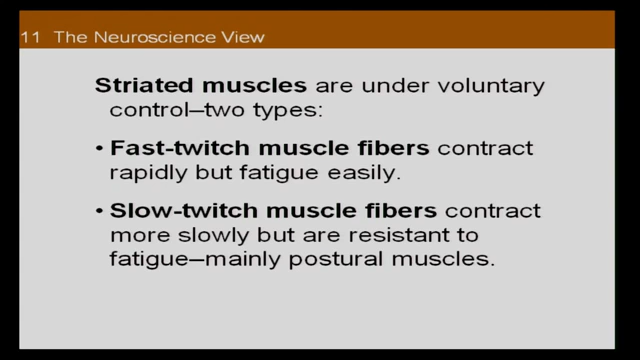 11 The Neuroscience View
Striated muscles are under voluntary
control–two types:
• Fast-twitch muscle fibers contract
rapidly but fatigue easily.
• Slow-twitch muscle fibers contract
more slowly but are resistant to
fatigue–mainly postural muscles.